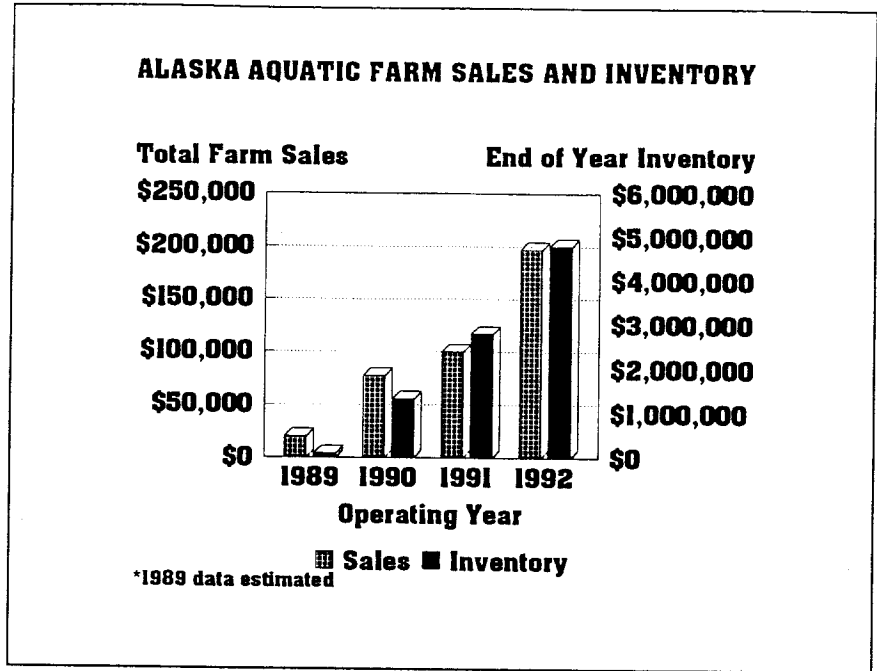 ALASKA AQUATIC FARM SALES AND INVENTORY
Total Farm Sales
End of Year Inventory
$250,000
$200,000
$150,000
$100,000
$50,000
$0
$6,000,000
$5,000,000
$4,000,000
$3,000,000
$2,000,000
$1,000,000
$0
1989 1990 1991 1992
Operating Year
Sales Inventory
*1989 data estimated